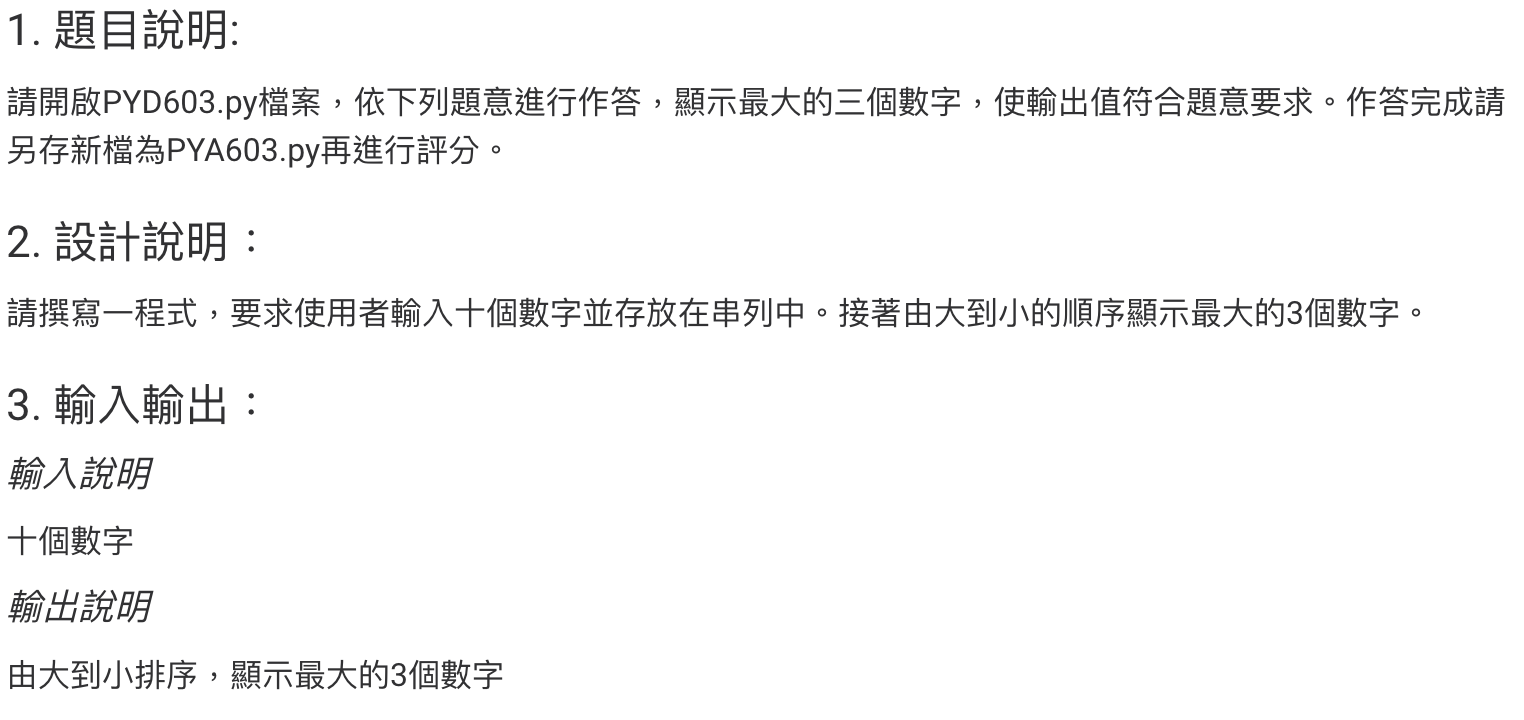 1. 題目說明:
請開啟PYD603.py檔案，依下列題意進行作答，顯示最大的三個數字，使輸出值符合題意要求。作答完成請
另存新檔為PYA603.py再進行評分。
2. 設計說明：
請撰寫一程式，要求使用者輸入十個數字並存放在串列中。接著由大到小的順序顯示最大的3個數字。
3. 輸入輸出：
輸入說明
十個數字
輸出說明
由大到小排序，顯示最大的3個數字